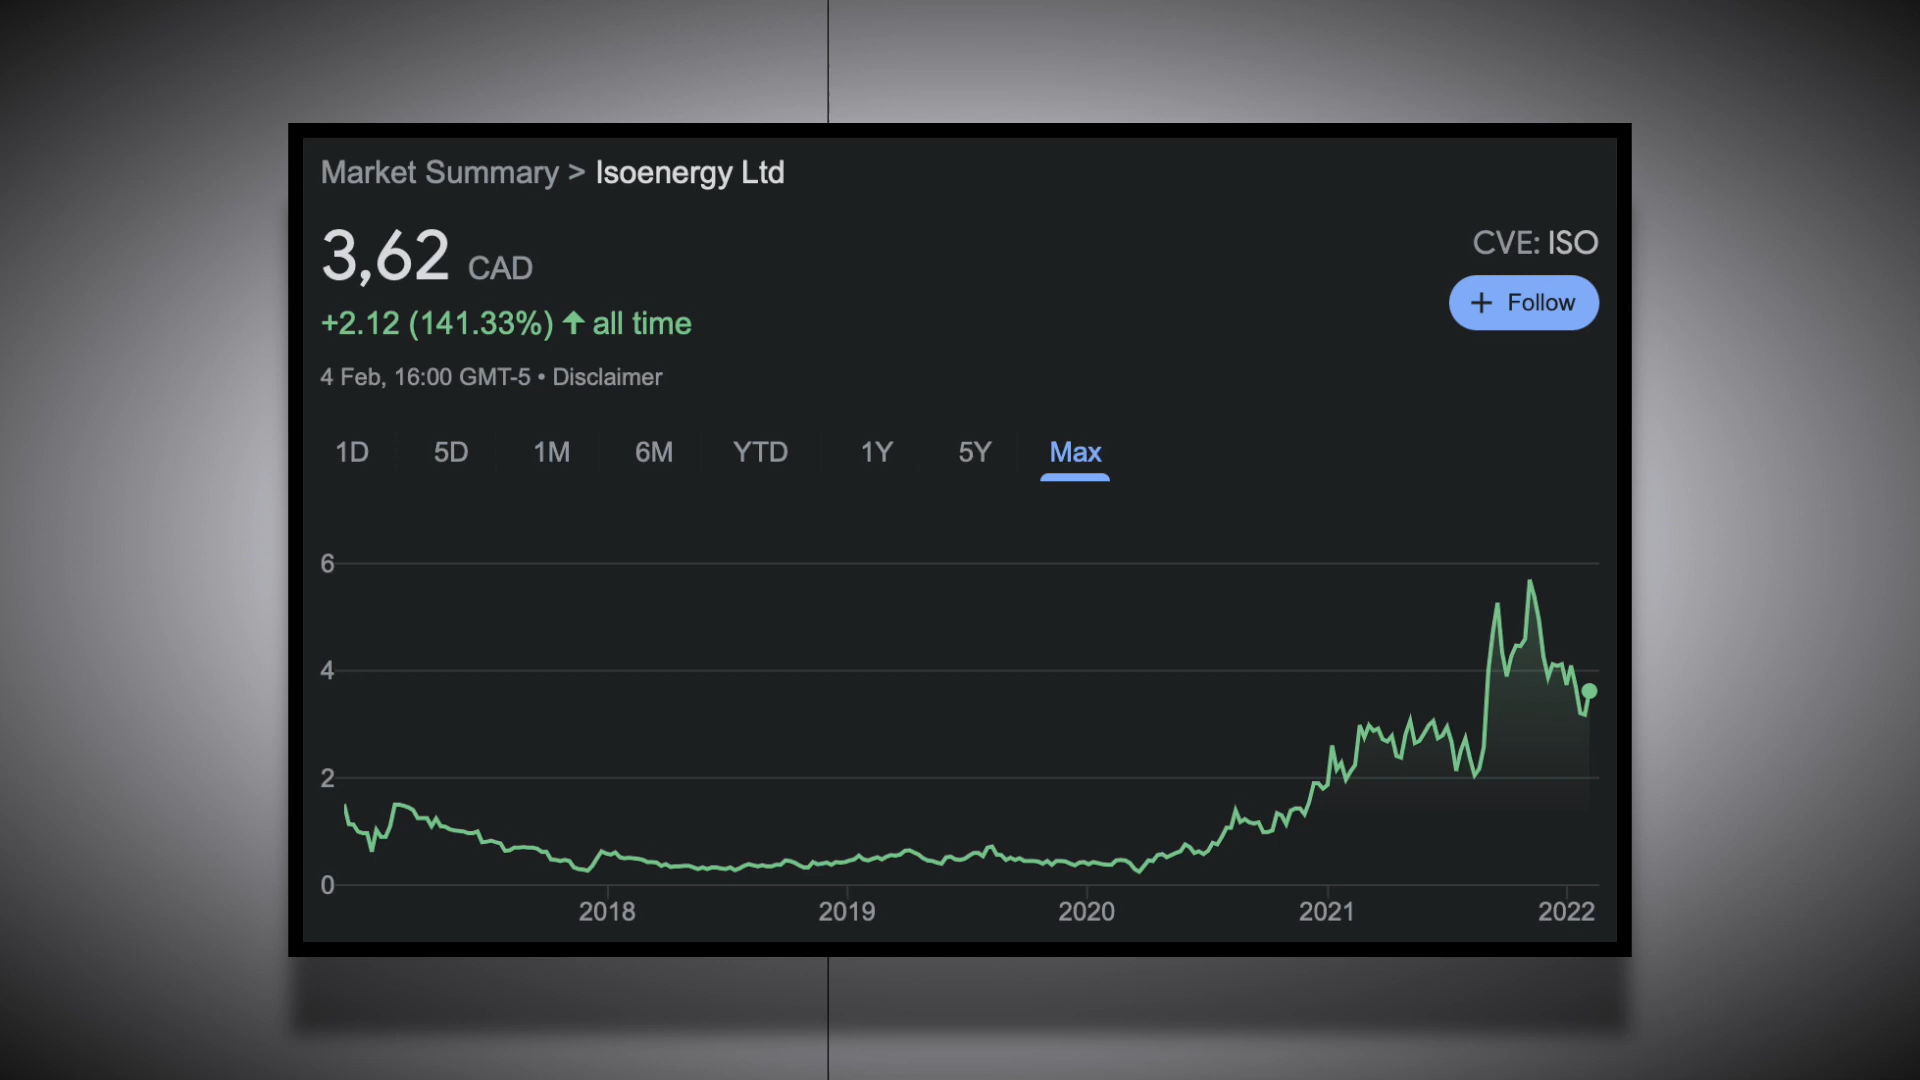 Market Summary > Isoenergy Ltd
3,62 CAD
CVE: ISO
+ Follow
+2.12 (141.33%) ↑ all time
4 Feb, 16:00 GMT-5 • Disclaimer
1D 5D 1M 6M YTD 1Y 5Y Max
6
4
2
0
2018 2019 2020 2021 2022